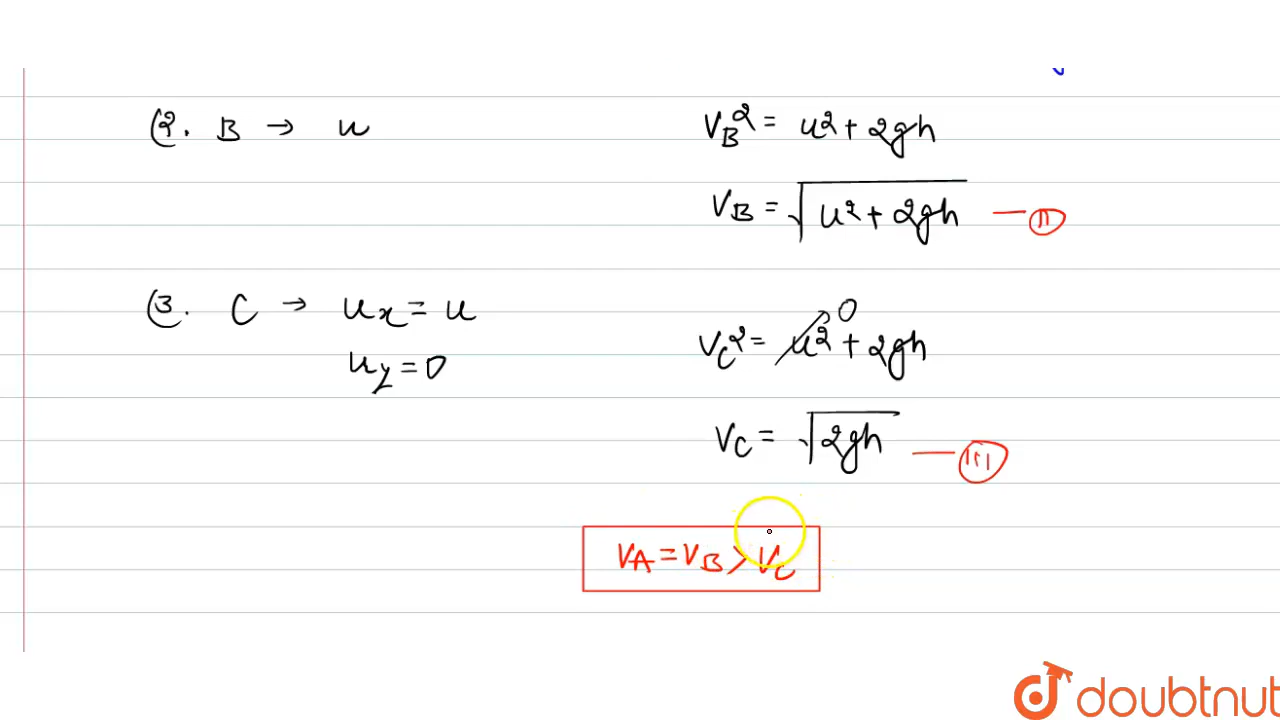 (2. B → u
V_B² = u² + 2gh
V_B = √(u² + 2gh) — (II)
(3. C → u_x = u
u_y = 0
V_C² = u² + 2gh
0
V_C = √(2gh) — (III)
V_A = V_B > V_C
doubtnut